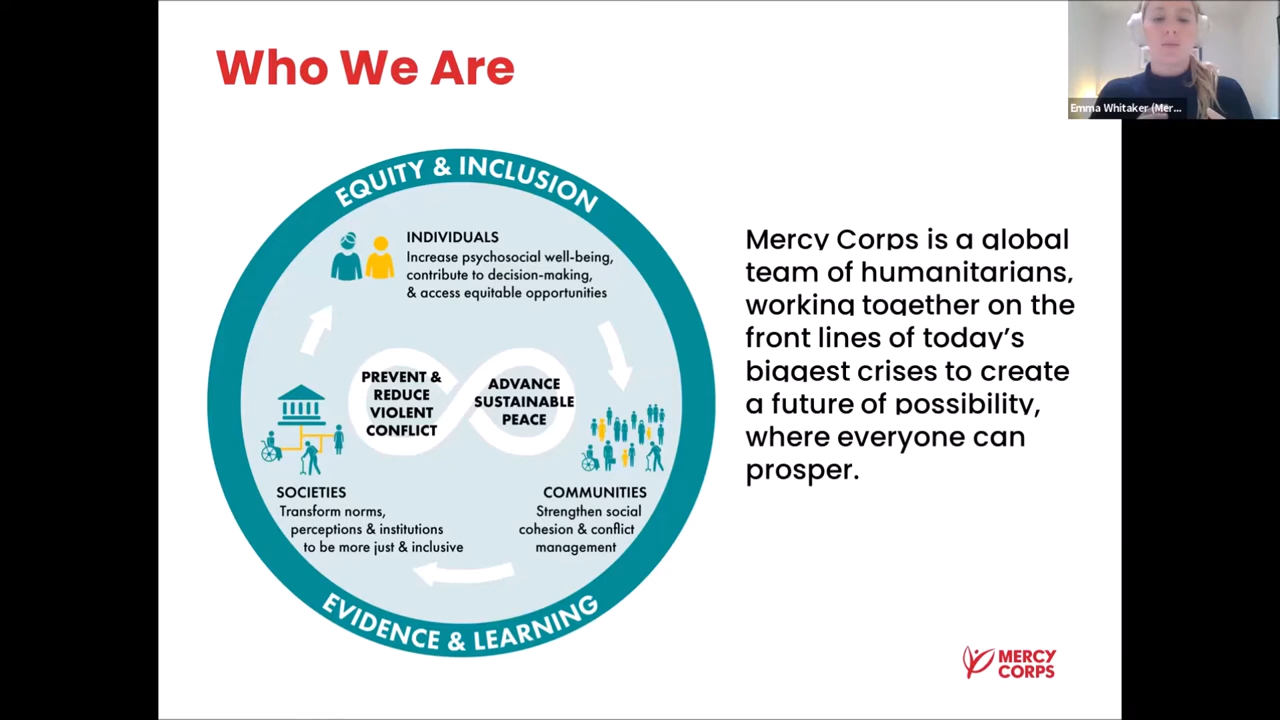 Who We Are
Emma Whitaker (Mer...
EQUITY & INCLUSION
INDIVIDUALS
Increase psychosocial well-being,
contribute to decision-making,
& access equitable opportunities
PREVENT &
REDUCE
VIOLENT
CONFLICT
ADVANCE
SUSTAINABLE
PEACE
SOCIETIES
Transform norms,
perceptions & institutions
to be more just & inclusive
COMMUNITIES
Strengthen social
cohesion & conflict
management
EVIDENCE & LEARNING
Mercy Corps is a global
team of humanitarians,
working together on the
front lines of today’s
biggest crises to create
a future of possibility,
where everyone can
prosper.
MERCY
CORPS